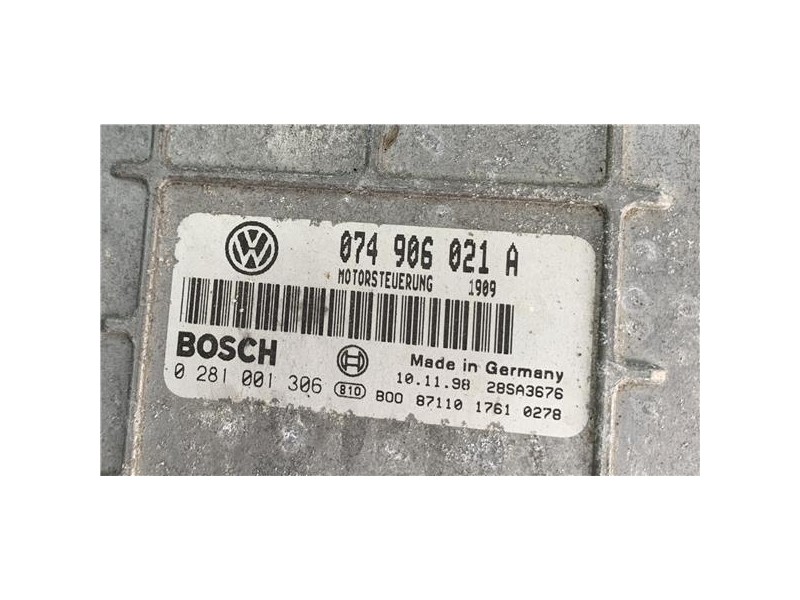 074 906 021 A
MOTORSTEUERUNG 1909
BOSCH
Made in Germany
0 281 001 306
10.11.98 28SA3676
810
B00 87110 1761 0278